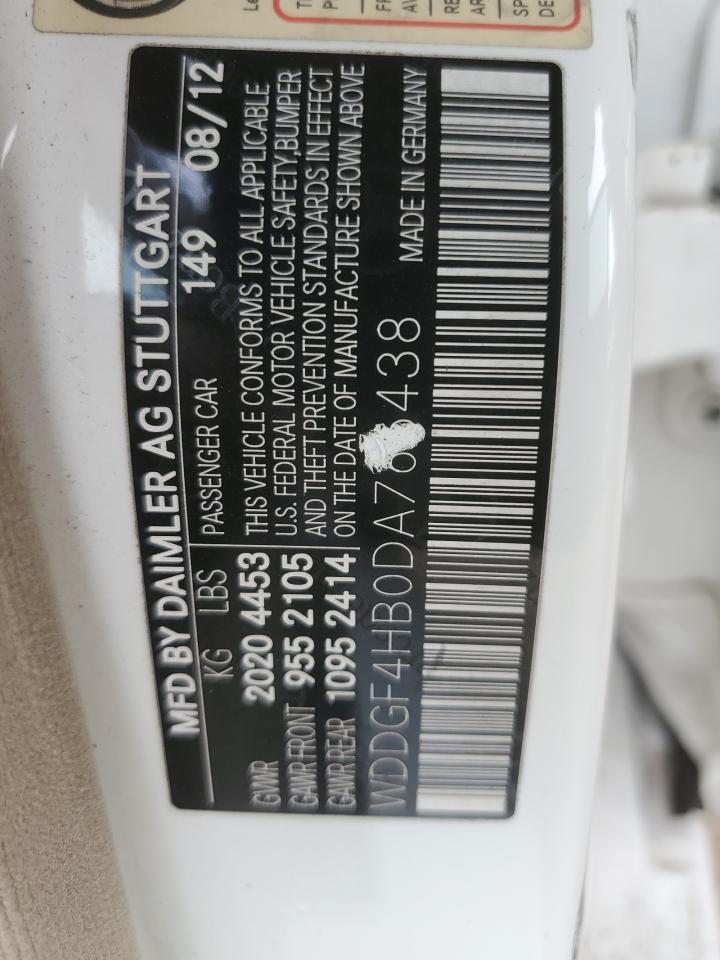 MFD BY DAIMLER AG STUTTGART
149 08/12
KG LBS PASSENGER CAR
GWR 2020 4453 THIS VEHICLE CONFORMS TO ALL APPLICABLE
GAWR FRONT 955 2105 U.S. FEDERAL MOTOR VEHICLE SAFETY,BUMPER
GAWR REAR 1095 2414 AND THEFT PREVENTION STANDARDS IN EFFECT
ON THE DATE OF MANUFACTURE SHOWN ABOVE
WDDGF4HB0DA76 438 MADE IN GERMANY